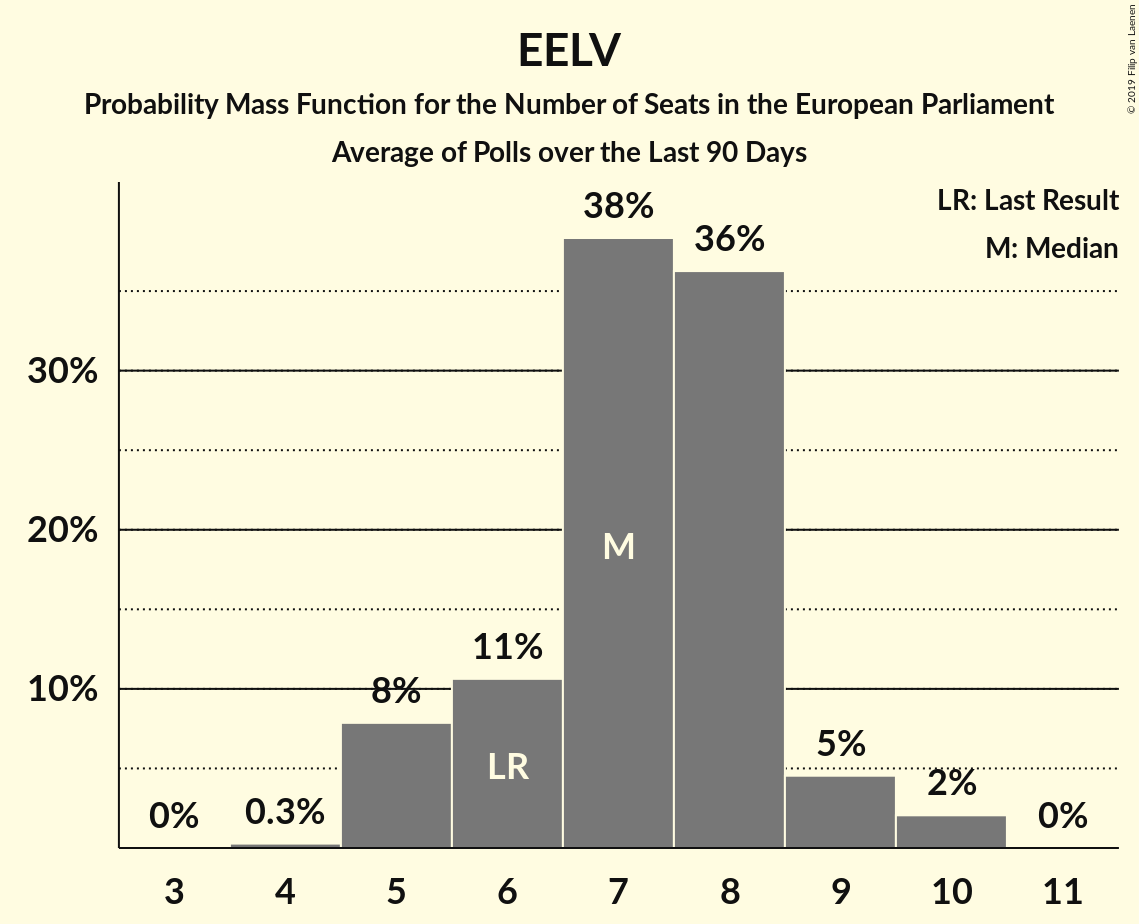 EELV
Probability Mass Function for the Number of Seats in the European Parliament
Average of Polls over the Last 90 Days
© 2019 Filip van Laenen
LR: Last Result
M: Median
38%
36%
30%
20%
10%
M
11%
8%
LR
5%
2%
0%
0.3%
0%
3 4 5 6 7 8 9 10 11